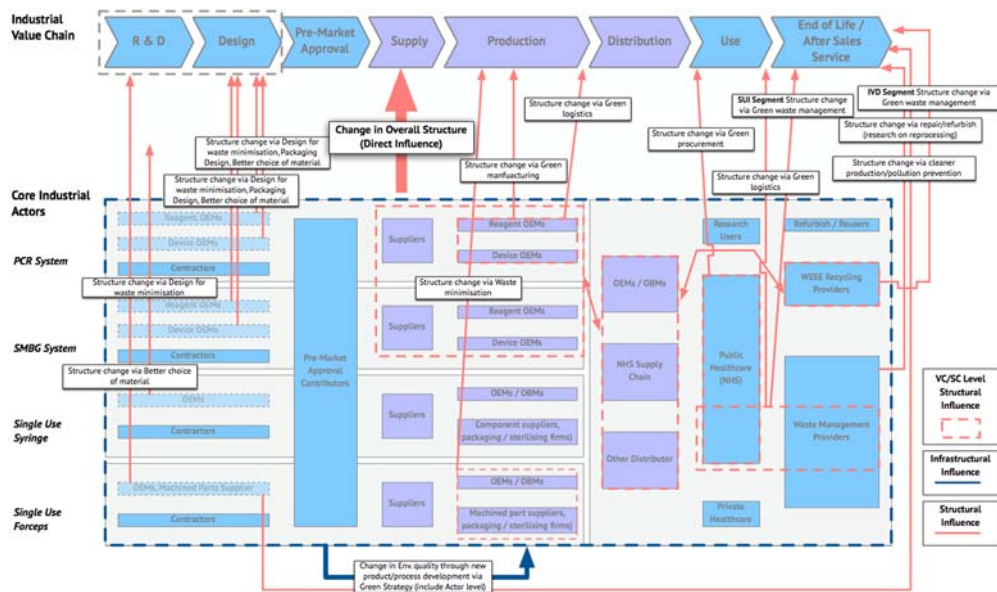 Industrial
Value Chain
R & D
Design
Pre-Market
Approval
Supply
Production
Distribution
Use
End of Life /
After Sales
Service
Structure change via Design for
waste minimisation, Packaging
Design, Better choice of material
Structure change via Design for
waste minimisation, Packaging
Design, Better choice of material
Change in Overall Structure
(Direct Influence)
Structure change via Green
manfuacturing
Structure change via Green
logistics
Structure change via Green
procurement
SUI Segment Structure change
via Green waste management
Structure change via Green
logistics
IVD Segment Structure change via
Green waste management
Structure change via repair/refurbish
(research on reprocessing)
Structure change via cleaner
production/pollution prevention
Core Industrial
Actors
PCR System
Reagent, OEMs
Device OEMs
Contractors
Structure change via Design for
waste minimisation
SMBG System
Reagent OEMs
Device OEMs
Contractors
Structure change via Better choice
of material
Single Use
Syringe
OEMs
Contractors
Single Use
Forceps
OEMs, Machined Parts Supplier
Contractors
Pre-Market
Approval
Contributors
Suppliers
Reagent OEMs
Device OEMs
Structure change via Waste
minimisation
Suppliers
Reagent OEMs
Device OEMs
Suppliers
OEMs / OBMs
Component suppliers,
packaging / sterilising firms)
Suppliers
OEMs / OBMs
Machined part suppliers,
packaging / sterilising firms)
OEMs / OBMs
NHS Supply
Chain
Other Distributor
Research
Users
Public
Healthcare
(NHS)
Private
Healthcare
Refurbish / Reusers
WEEE Recycling
Providers
Waste Management
Providers
VC/SC Level
Structural
Influence
Infrastructural
Influence
Structural
Influence
Change in Env. quality through new
product/process development via
Green Strategy (include Actor level)